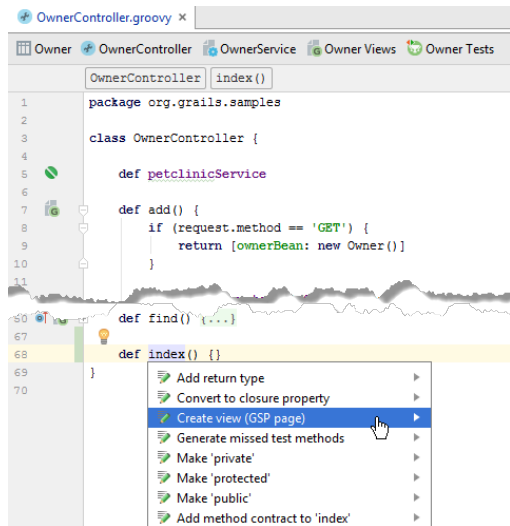 OwnerController.groovy ×
Owner OwnerController OwnerService Owner Views Owner Tests
OwnerController index()
1 package org.grails.samples
2
3 class OwnerController {
4
5 def petclinicService
6
7 def add() {
8 if (request.method == 'GET') {
9 return [ownerBean: new Owner()]
10 }
11
def find() {...}
67
68 def index() {}
69 }
70
Add return type
Convert to closure property
Create view (GSP page)
Generate missed test methods
Make 'private'
Make 'protected'
Make 'public'
Add method contract to 'index'